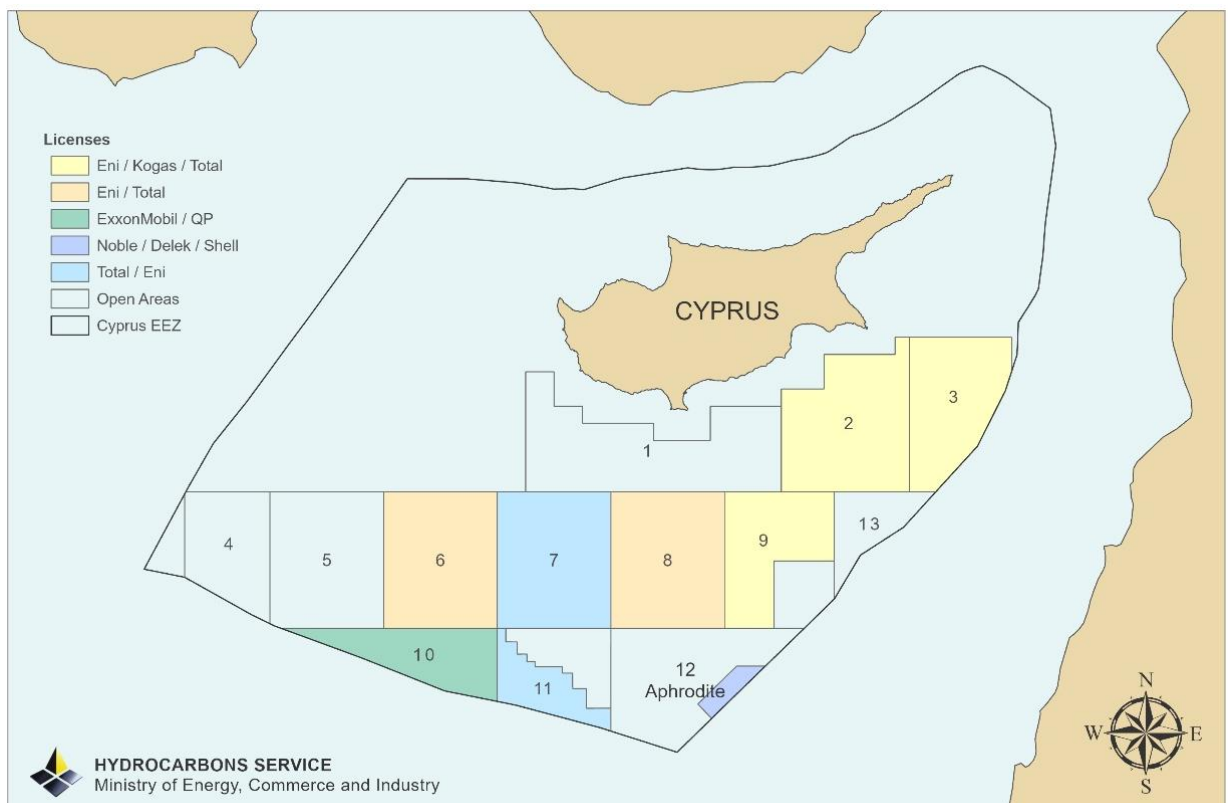 Licenses
Eni / Kogas / Total
Eni / Total
ExxonMobil / QP
Noble / Delek / Shell
Total / Eni
Open Areas
Cyprus EEZ
CYPRUS
3
2
1
13
9
4
5
6
7
8
10
11
12
Aphrodite
N
W
E
S
HYDROCARBONS SERVICE
Ministry of Energy, Commerce and Industry